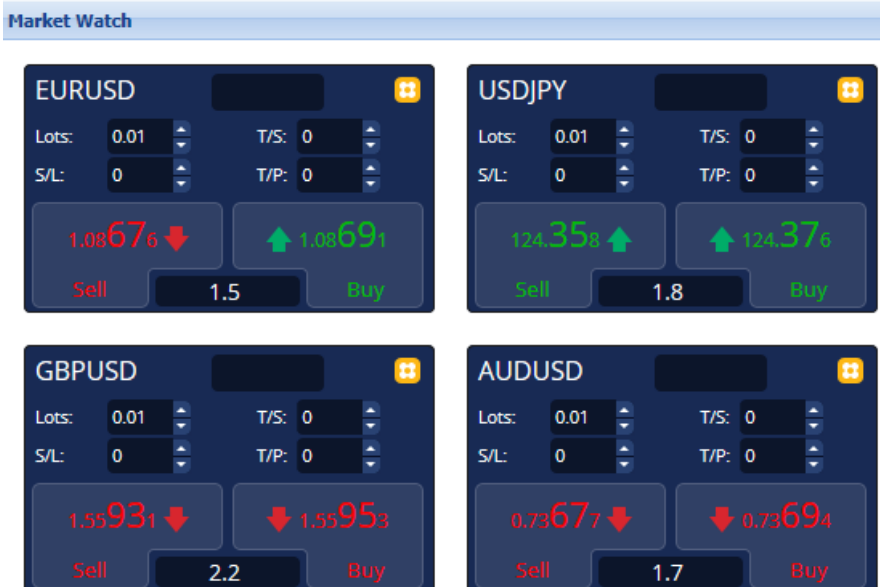 Market Watch
EURUSD
Lots: 0.01 T/S: 0
S/L: 0 T/P: 0
1.08676 1.08691
Sell 1.5 Buy
USDJPY
Lots: 0.01 T/S: 0
S/L: 0 T/P: 0
124.358 124.376
Sell 1.8 Buy
GBPUSD
Lots: 0.01 T/S: 0
S/L: 0 T/P: 0
1.55931 1.55953
Sell 2.2 Buy
AUDUSD
Lots: 0.01 T/S: 0
S/L: 0 T/P: 0
0.73677 0.73694
Sell 1.7 Buy